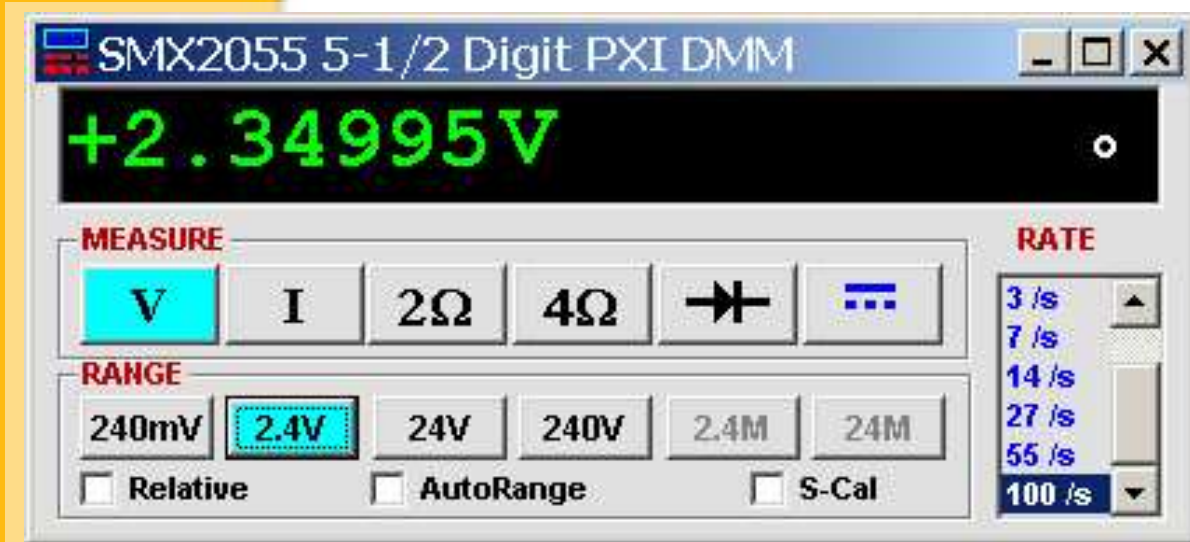 SMX2055 5-1/2 Digit PXI DMM
+2.34995V
MEASURE
V I 2Ω 4Ω
RANGE
240mV 2.4V 24V 240V 2.4M 24M
Relative AutoRange S-Cal
RATE
3 /s
7 /s
14 /s
27 /s
55 /s
100 /s